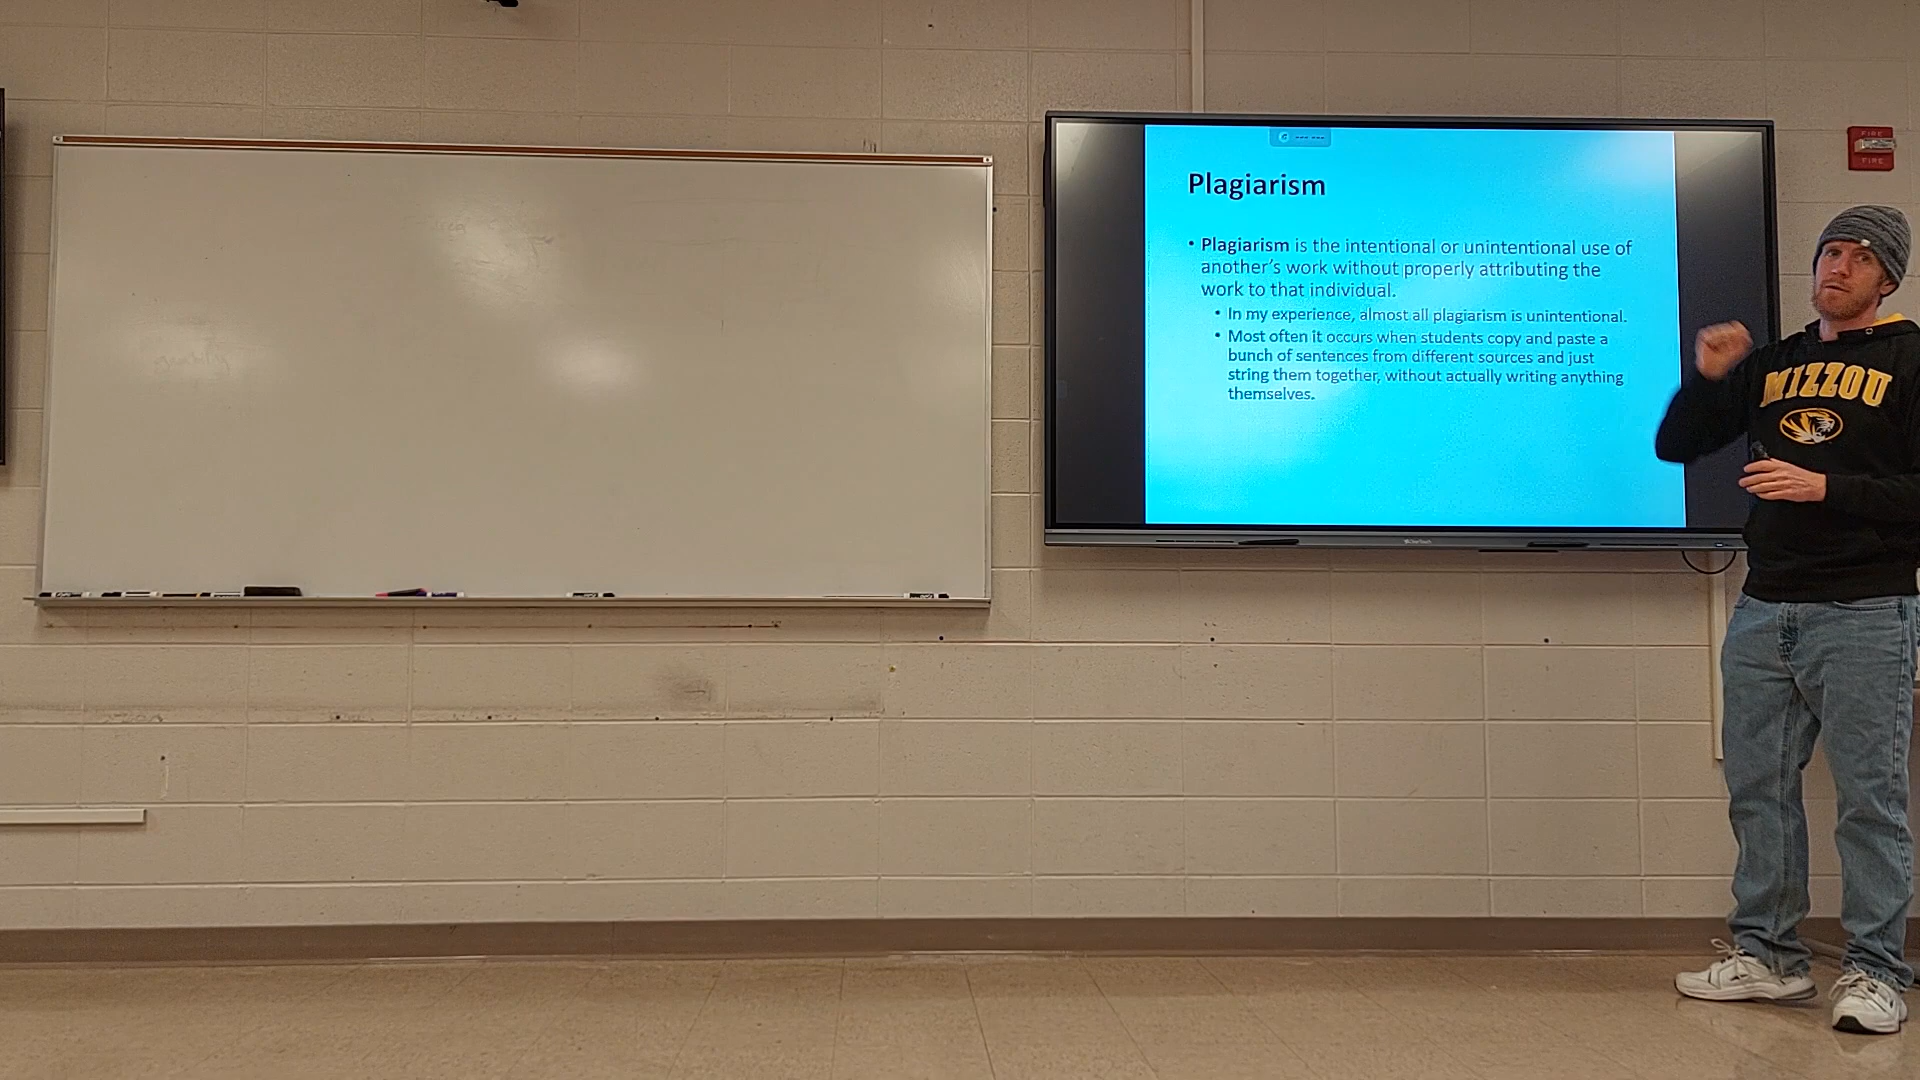 Plagiarism
• Plagiarism is the intentional or unintentional use of
another's work without properly attributing the
work to that individual.
• In my experience, almost all plagiarism is unintentional.
• Most often it occurs when students copy and paste a
bunch of sentences from different sources and just
string them together, without actually writing anything
themselves.
FIRE
FIRE
MIZZOU